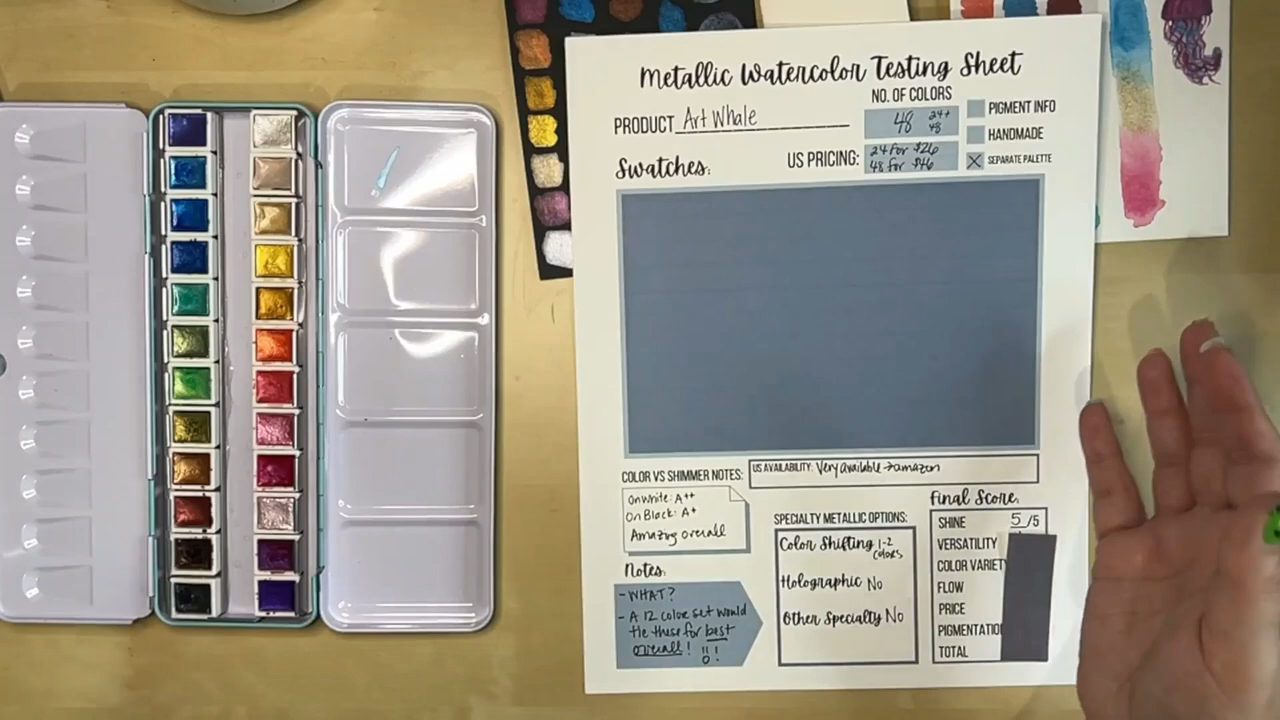 Metallic Watercolor Testing Sheet
PRODUCT Art Whale
NO. OF COLORS
48 24+
48
PIGMENT INFO
HANDMADE
SEPARATE PALETTE
US PRICING: 24 for $26
48 for $46
Swatches:
COLOR VS SHIMMER NOTES:
On White: A++
On Black: A+
Amazing overall
US AVAILABILITY: Very available → amazon
Notes:
- WHAT?
- A 12 color set would
tie these for best
overall! !!
SPECIALTY METALLIC OPTIONS:
Color Shifting 1-2
colors
Holographic No
Other Specialty No
Final Score:
SHINE 5/5
VERSATILITY
COLOR VARIETY
FLOW
PRICE
PIGMENTATIO
TOTAL